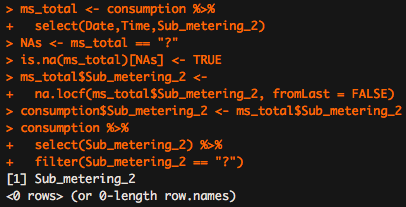 > ms_total <- consumption %>%
+   select(Date,Time,Sub_metering_2)
> NAs <- ms_total == "?"
> is.na(ms_total)[NAs] <- TRUE
> ms_total$Sub_metering_2 <-
+   na.locf(ms_total$Sub_metering_2, fromLast = FALSE)
> consumption$Sub_metering_2 <- ms_total$Sub_metering_2
> consumption %>%
+   select(Sub_metering_2) %>%
+   filter(Sub_metering_2 == "?")
[1] Sub_metering_2
<0 rows> (or 0-length row.names)